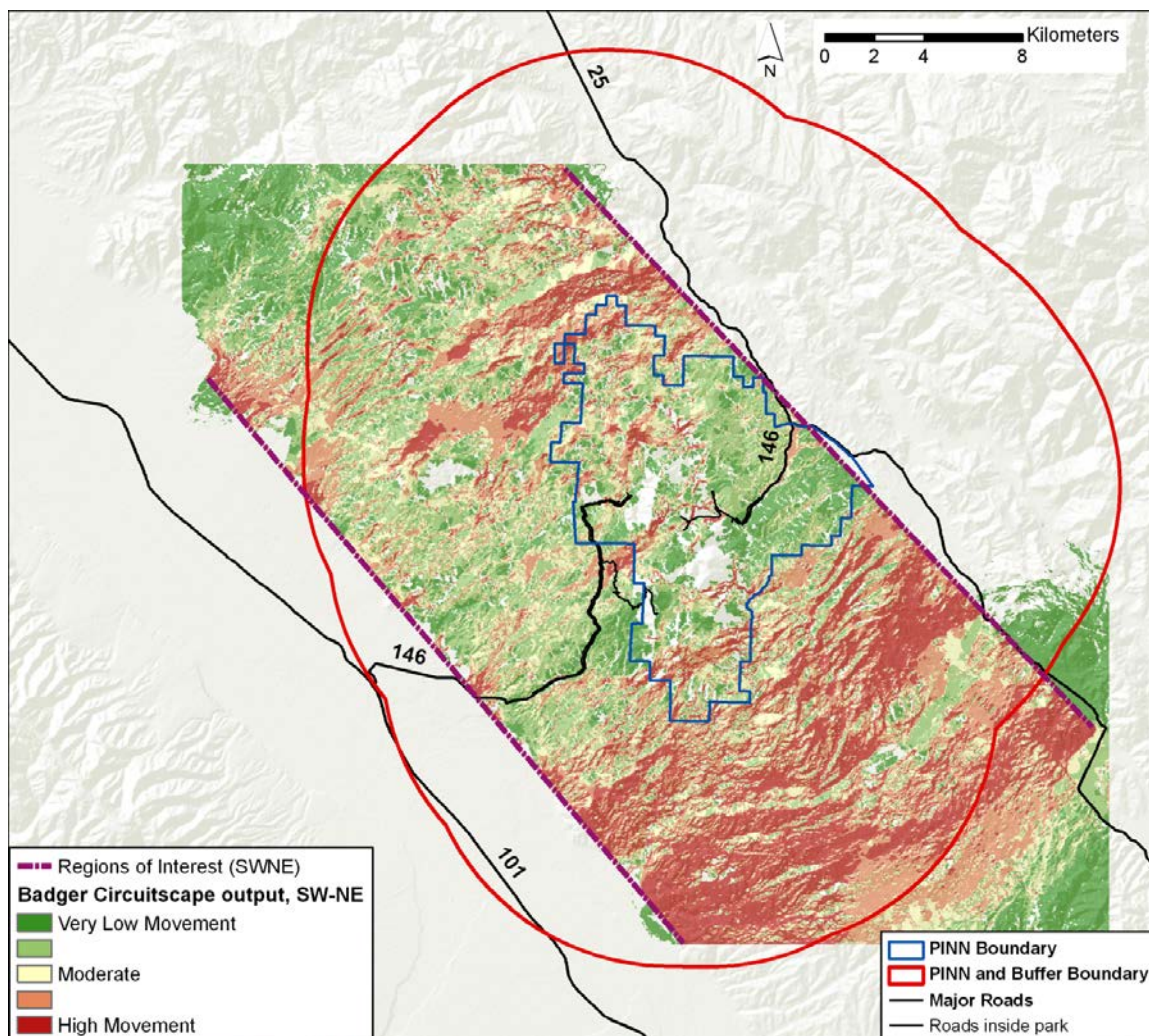 Kilometers
0 2 4 8
N
25
146
146
101
Regions of Interest (SWNE)
Badger Circuitscape output, SW-NE
Very Low Movement
Moderate
High Movement
PINN Boundary
PINN and Buffer Boundary
Major Roads
Roads inside park